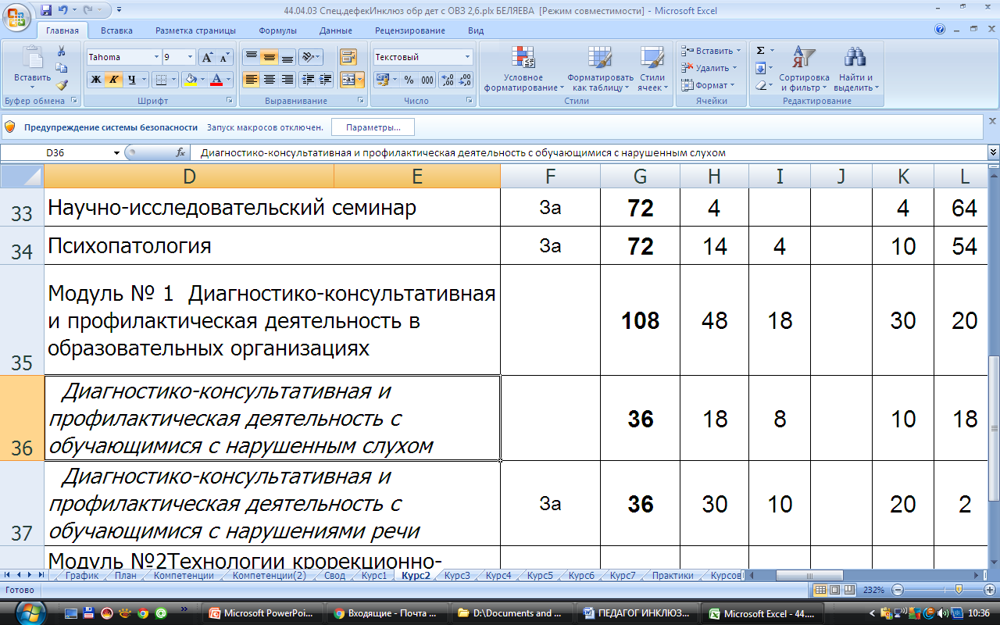 44.04.03 Спец.дефекИнклюз обр дет с ОВЗ 2,6.plx БЕЛЯЕВА [Режим совместимости] - Microsoft Excel
Главная Вставка Разметка страницы Формулы Данные Рецензирование Вид
Вставить
Буфер обмена
Tahoma 9
Ж К Ч
Шрифт
Выравнивание
Текстовый
% 000
Число
Условное форматирование
Форматировать как таблицу
Стили ячеек
Стили
Вставить
Удалить
Формат
Ячейки
Сортировка и фильтр
Найти и выделить
Редактирование
Предупреждение системы безопасности Запуск макросов отключен. Параметры...
D36 fx Диагностико-консультативная и профилактическая деятельность с обучающимися с нарушенным слухом
D E F G H I J K L
33 Научно-исследовательский семинар За 72 4 4 64
34 Психопатология За 72 14 4 10 54
Модуль № 1 Диагностико-консультативная
и профилактическая деятельность в
образовательных организациях
35 108 48 18 30 20
Диагностико-консультативная и
профилактическая деятельность с
обучающимися с нарушенным слухом
36 36 18 8 10 18
Диагностико-консультативная и
профилактическая деятельность с
обучающимися с нарушениями речи
37 За 36 30 10 20 2
Модуль №2Технологии крорекционно-
График План Компетенции Компетенции(2) Свод Курс1 Курс2 Курс3 Курс4 Курс5 Курс6 Курс7 Практики Курсов
Готово 232%
Microsoft PowerPoi... Входящие - Почта ... D:\Documents and ... ПЕДАГОГ ИНКЛЮЗ... Microsoft Excel - 44.... 10:36